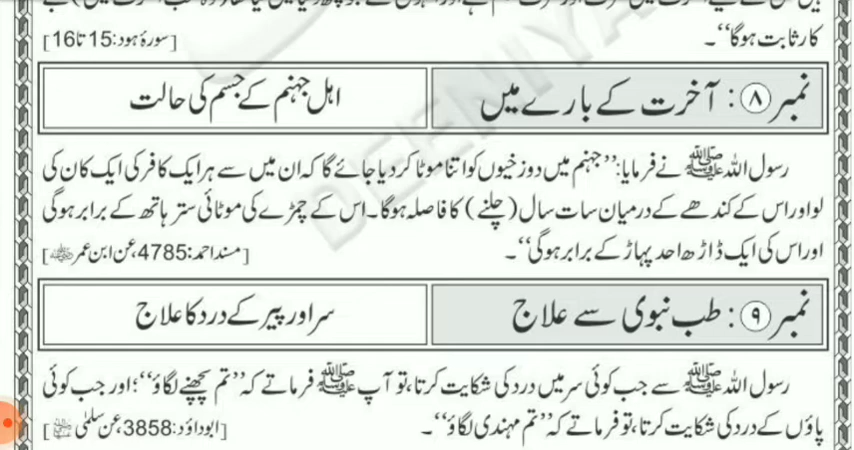 کار ثابت ہوگا‘‘۔ [سورۂ ہود:15 تا 16]
نمبر ⑧: آخرت کے بارے میں
اہل جہنم کے جسم کی حالت
رسول اللہ ﷺ نے فرمایا: ’’جہنم میں دوزخیوں کو اتنا موٹا کر دیا جائے گا کہ ان میں سے ہر ایک کافر کی ایک کان کی
لو اور اس کے کندھے کے درمیان سات سال (چلنے) کا فاصلہ ہوگا۔ اس کے چمڑے کی موٹائی ستر ہاتھ کے برابر ہوگی
اور اس کی ایک ڈاڑھ احد پہاڑ کے برابر ہوگی‘‘۔ [مسند احمد:4785،عن ابن عمر ؓ]
نمبر ⑨: طب نبوی سے علاج
سر اور پیر کے درد کا علاج
رسول اللہ ﷺ سے جب کوئی سر میں درد کی شکایت کرتا، تو آپ ﷺ فرماتے کہ ’’تم پچھنے لگاؤ‘‘؛ اور جب کوئی
پاؤں کے درد کی شکایت کرتا، تو فرماتے کہ ’’تم مہندی لگاؤ‘‘۔ [ابوداؤد:3858،عن سلمٰی ؓ]
DEENIYAT